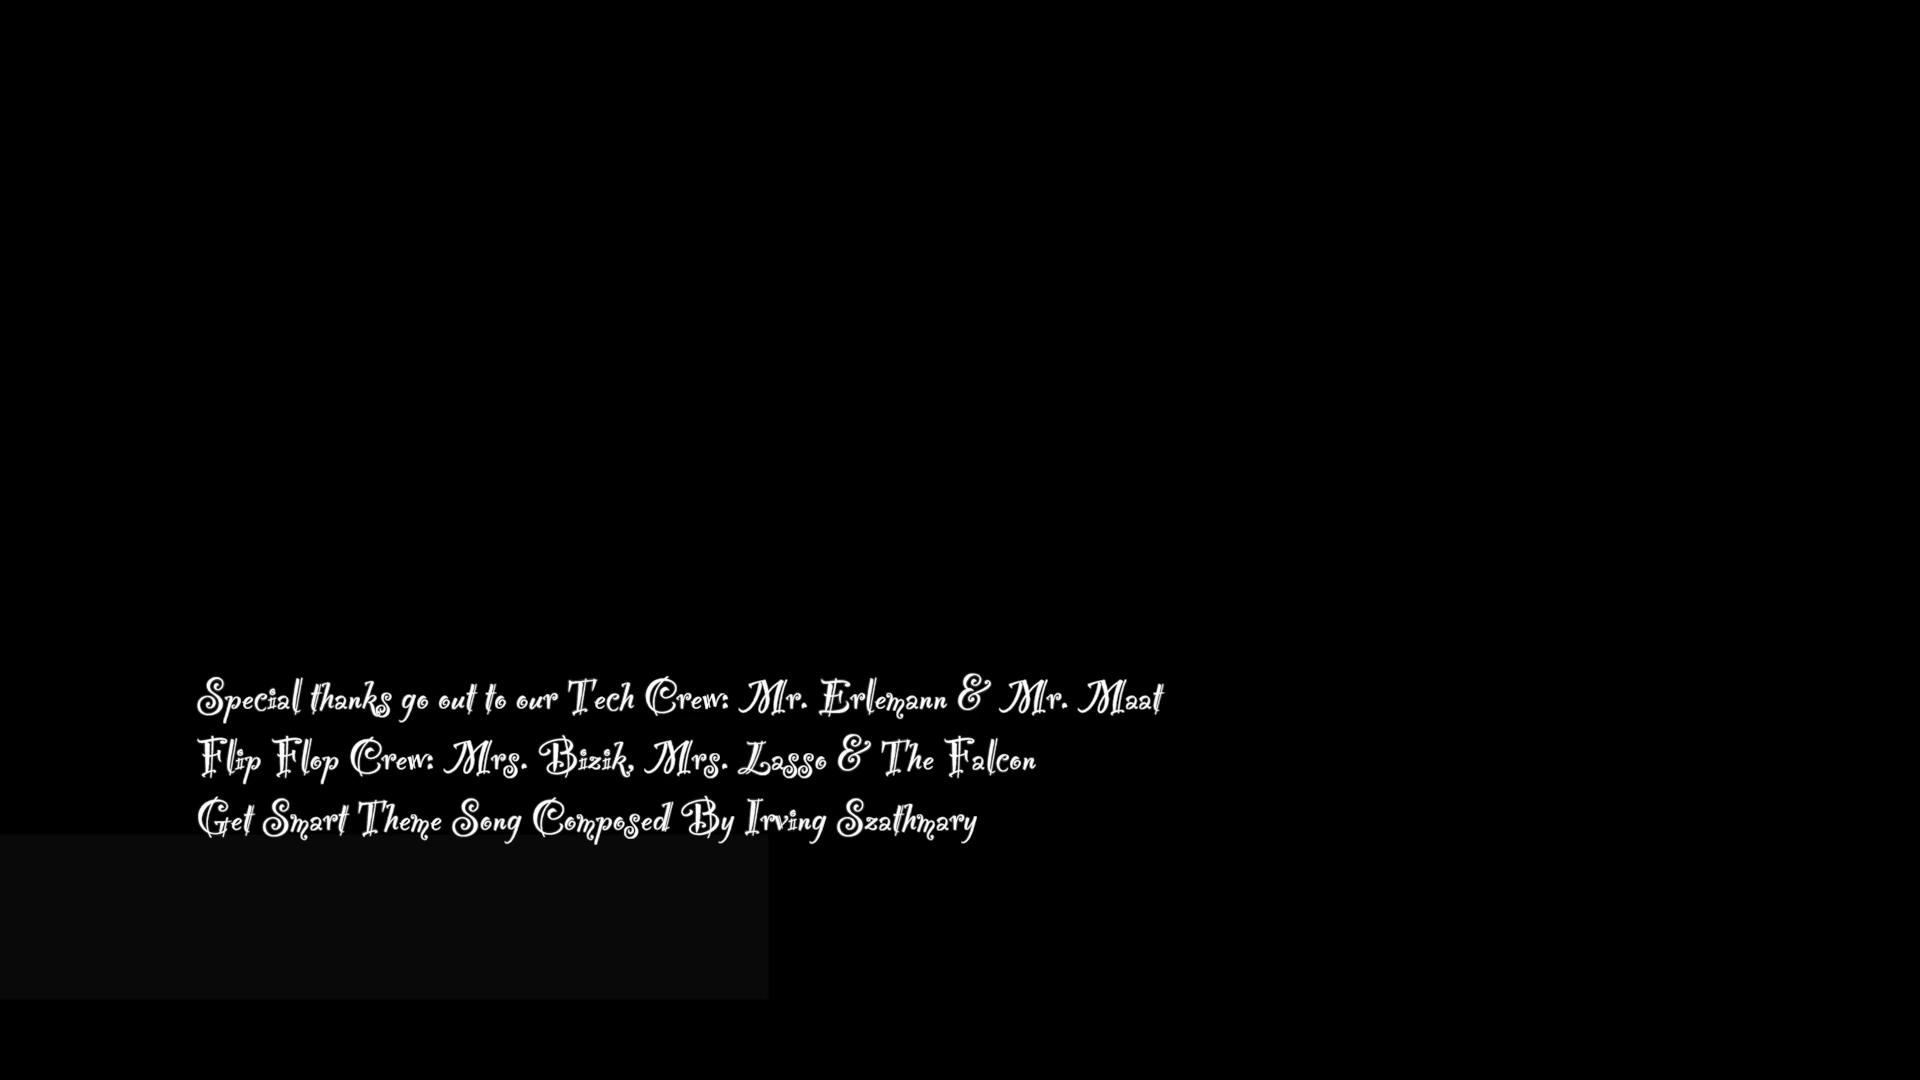 Special thanks go out to our Tech Crew: Mr. Erlemann & Mr. Maat
Flip Flop Crew: Mrs. Bizik, Mrs. Lasso & The Falcon
Get Smart Theme Song Composed By Irving Szathmary